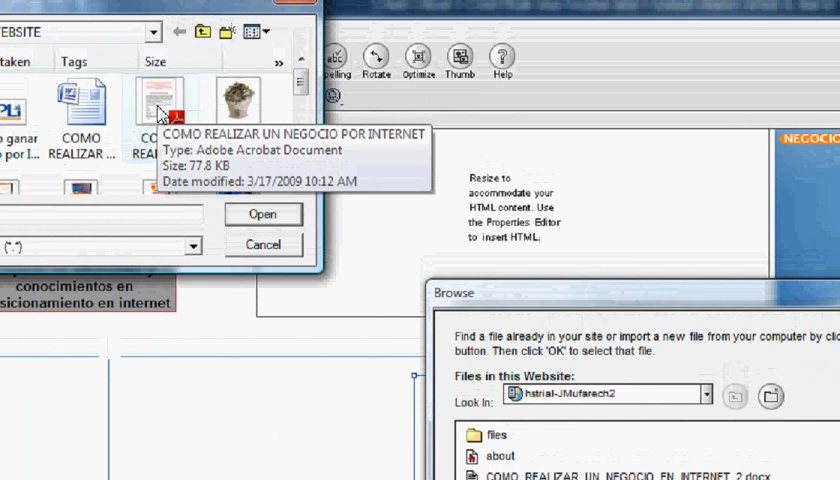 EBSITE
taken Tags Size »
elling Rotate Optimize Thumb Help
o ganar
o por I...
COMO
REALIZAR ...
CO
REAL
COMO REALIZAR UN NEGOCIO POR INTERNET
Type: Adobe Acrobat Document
Size: 77.8 KB
Date modified: 3/17/2009 10:12 AM
Open
(*.*)
Cancel
conocimientos en
sicionamiento en internet
Resize to
accommodate your
HTML content. Use
the Properties Editor
to insert HTML.
NEGOCIO
Browse
Find a file already in your site or import a new file from your computer by clic
button. Then click 'OK' to select that file.
Files in this Website:
Look In: hstrial-JMufarech2
files
about
COMO_REALIZAR_UN_NEGOCIO_EN_INTERNET_2.docx